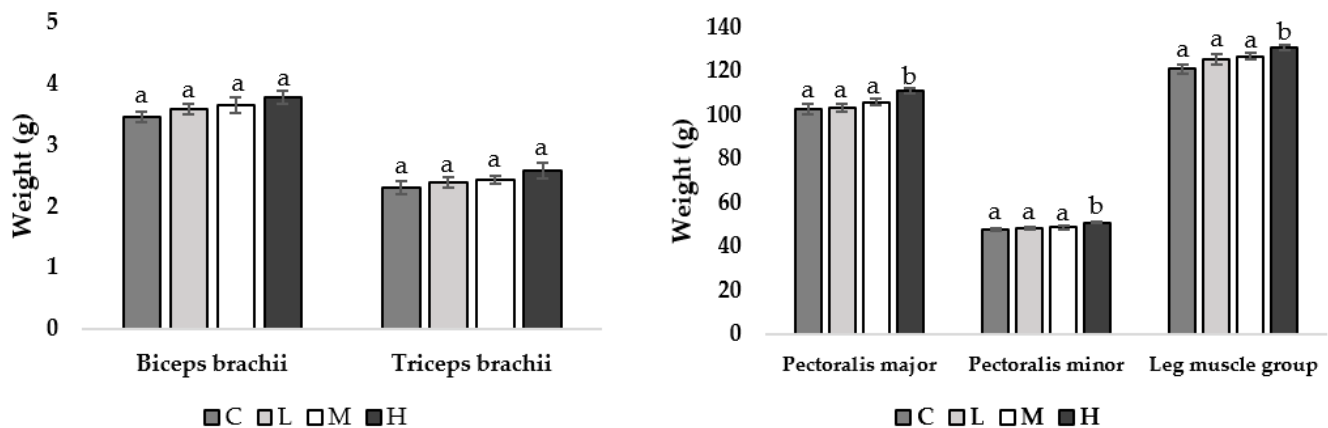 Weight (g)
5
4
3
2
1
0
a a a a
a a a a
Biceps brachii Triceps brachii
C L M H
Weight (g)
140
120
100
80
60
40
20
0
a a a b
a a a b
a a a b
Pectoralis major Pectoralis minor Leg muscle group
C L M H